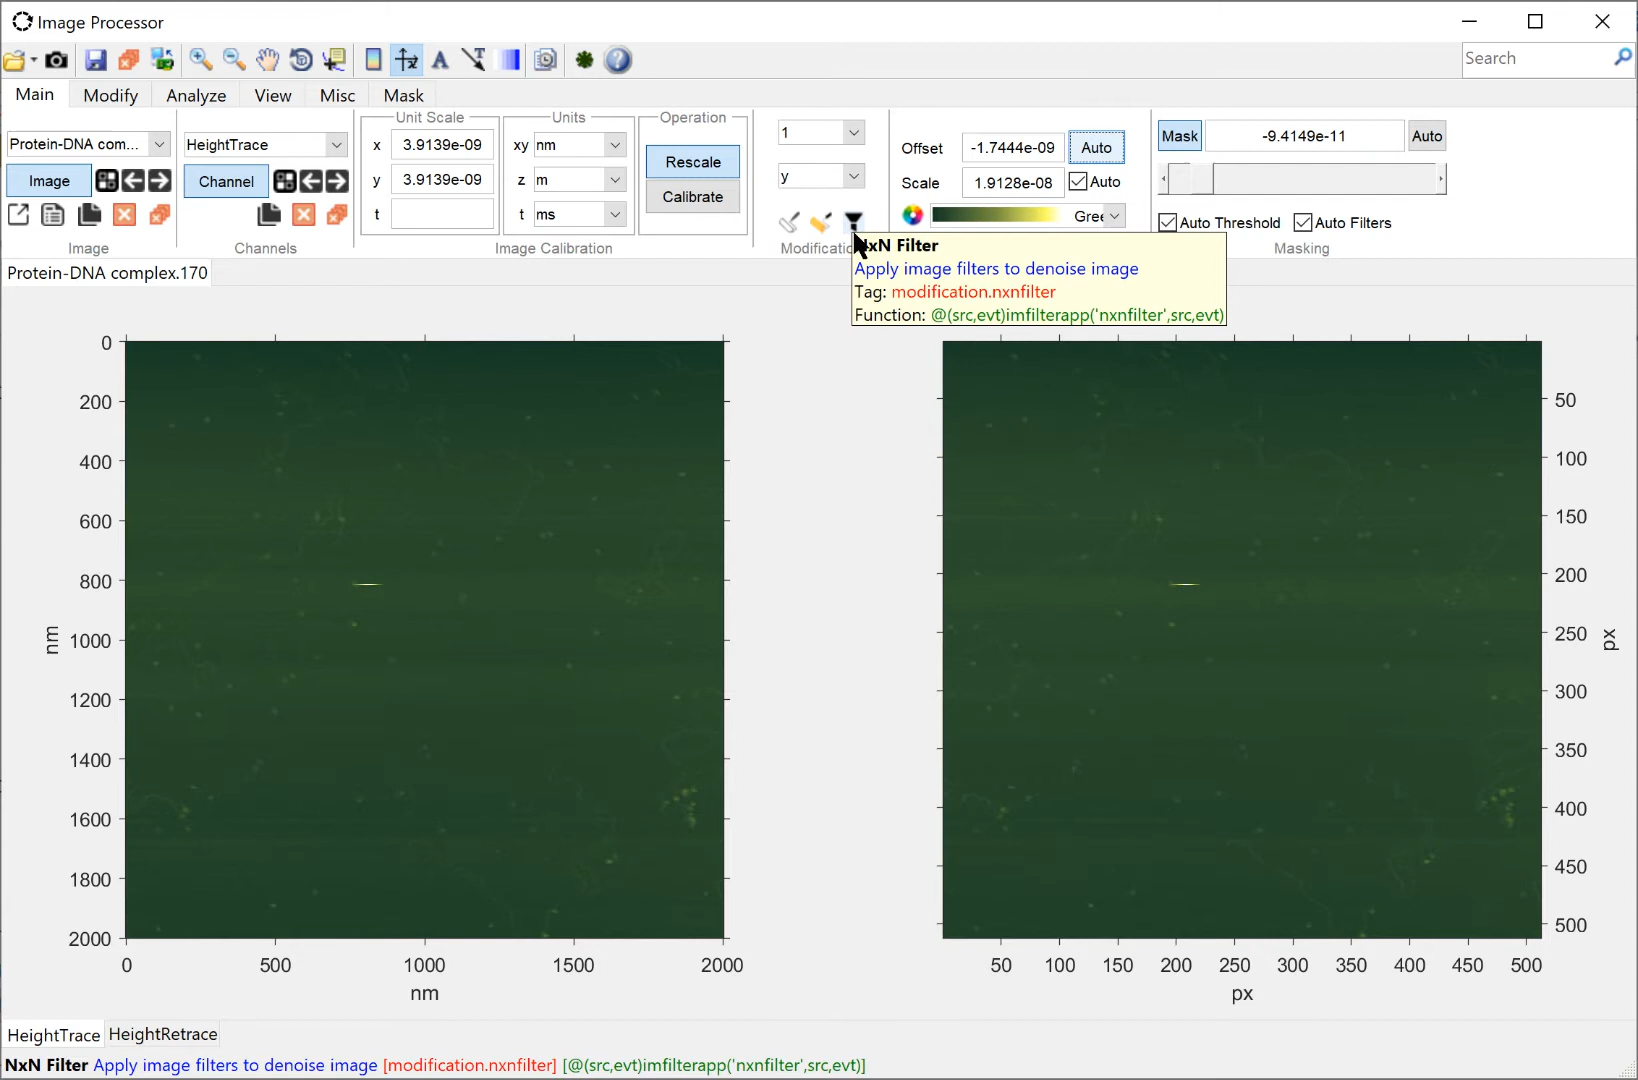 Image Processor
Search
Main Modify Analyze View Misc Mask
Protein-DNA com...
Image
Image
HeightTrace
Channel
Channels
Unit Scale
x 3.9139e-09
y 3.9139e-09
t
Units
xy nm
z m
t ms
Operation
Rescale
Calibrate
Image Calibration
1
y
Offset -1.7444e-09 Auto
Scale 1.9128e-08 Auto
Mask -9.4149e-11 Auto
Auto Threshold Auto Filters
Masking
NxN Filter
Apply image filters to denoise image
Tag: modification.nxnfilter
Function: @(src,evt)imfilterapp('nxnfilter',src,evt)
Protein-DNA complex.170
0
200
400
600
800
1000
1200
1400
1600
1800
2000
nm
0 500 1000 1500 2000
nm
50
100
150
200
250
300
350
400
450
500
px
50 100 150 200 250 300 350 400 450 500
px
HeightTrace HeightRetrace
NxN Filter Apply image filters to denoise image [modification.nxnfilter] [@(src,evt)imfilterapp('nxnfilter',src,evt)]